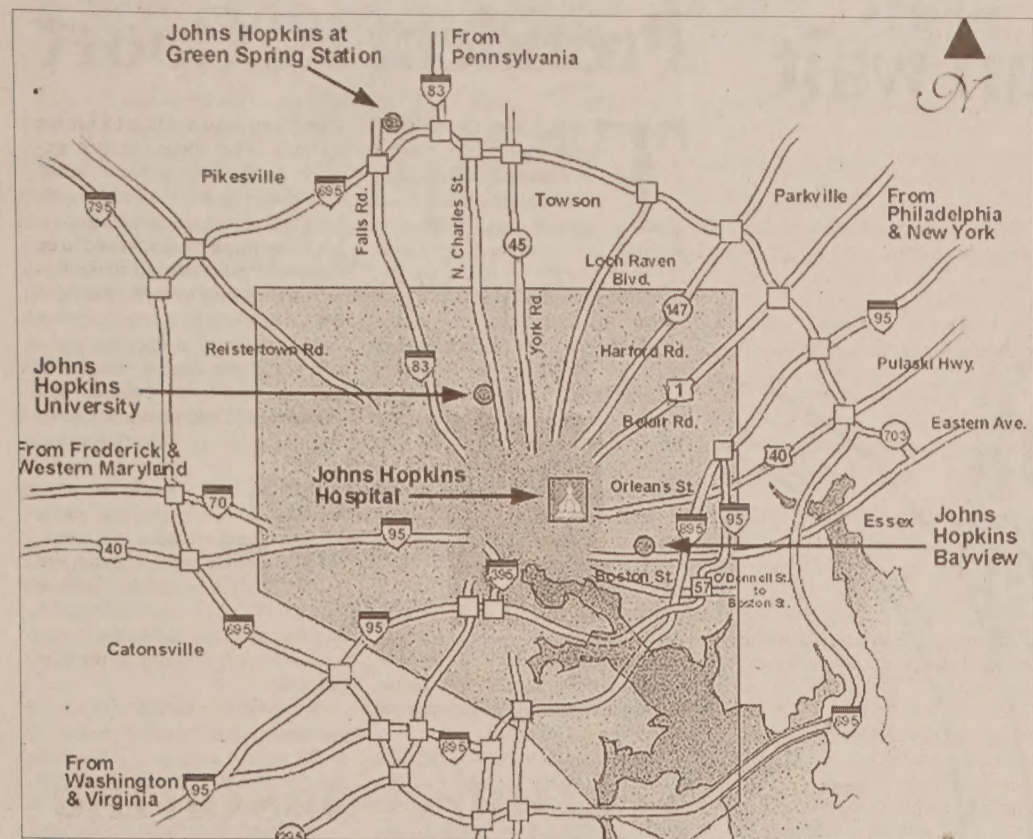 Johns Hopkins at
Green Spring Station
From
Pennsylvania
N
83
Pikesville
695
795
Falls Rd.
N. Charles St.
45
York Rd.
Towson
Parkville
From
Philadelphia
& New York
Loch Raven
Blvd.
147
Harford Rd.
95
Reistertown Rd.
83
Johns
Hopkins
University
1
Belair Rd.
Pulaski Hwy.
703
Eastern Ave.
From Frederick &
Western Maryland
70
Johns Hopkins
Hospital
40
Orlean's St.
895
95
Essex
Johns
Hopkins
Bayview
40
95
395
Boston St.
57
O'Donnell St.
to
Boston St.
695
95
Catonsville
695
695
From
Washington
& Virginia
95
295